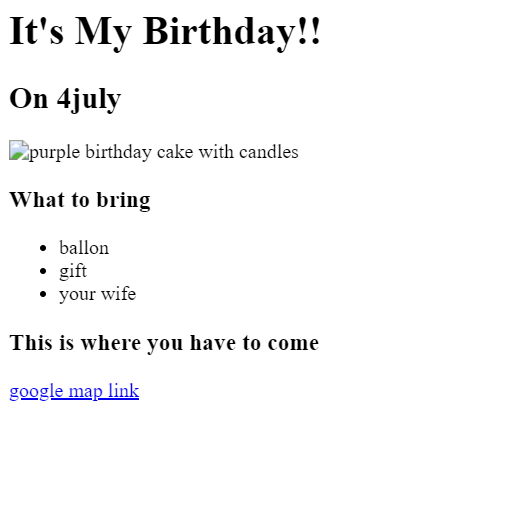 It's My Birthday!!
On 4july
purple birthday cake with candles
What to bring
ballon
gift
your wife
This is where you have to come
google map link